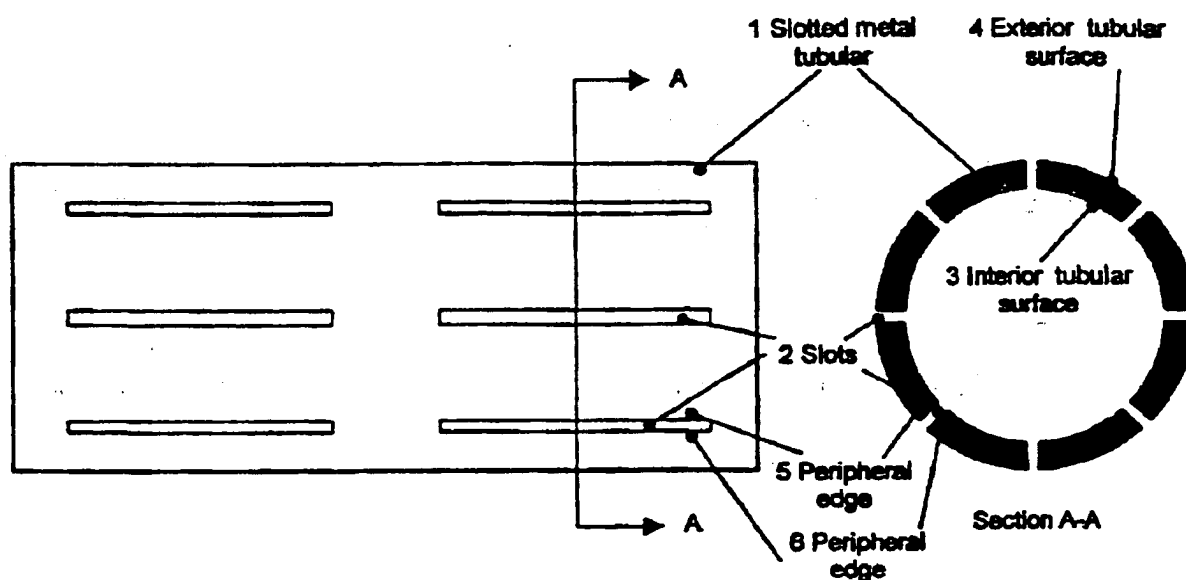 1 Slotted metal
tubular
4 Exterior tubular
surface
A
3 Interior tubular
surface
2 Slots
5 Peripheral
edge
A
Section A-A
6 Peripheral
edge